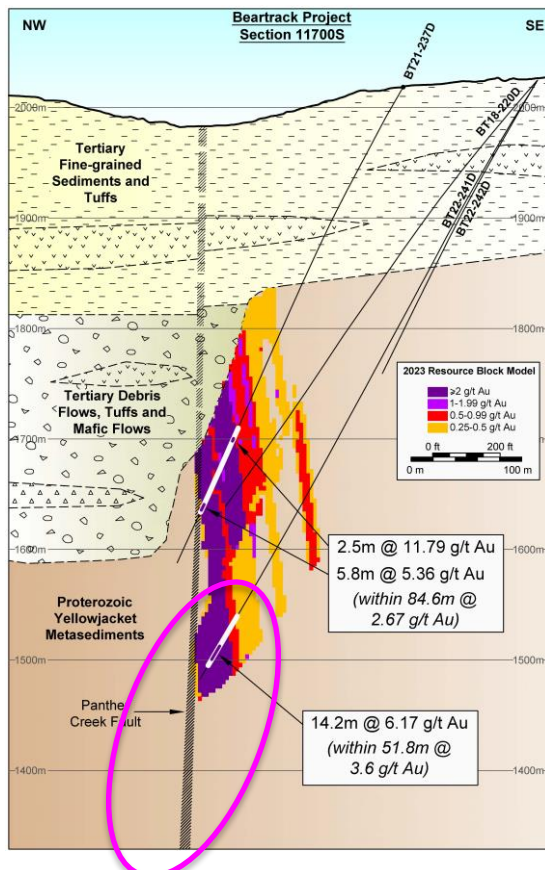 NW
Beartrack Project
Section 11700S
SE
BT21-237D
BT18-220D
BT22-241D
BT22-242D
2000m
2000m
Tertiary
Fine-grained
Sediments and
Tuffs
1900m
1900m
1800m
1800m
2023 Resource Block Model
≥2 g/t Au
1-1.99 g/t Au
0.5-0.99 g/t Au
0.25-0.5 g/t Au
0 ft 200 ft
0 m 100 m
Tertiary Debris
Flows, Tuffs and
Mafic Flows
1700m
1700m
2.5m @ 11.79 g/t Au
5.8m @ 5.36 g/t Au
(within 84.6m @
2.67 g/t Au)
1600m
1600m
Proterozoic
Yellowjacket
Metasediments
1500m
1500m
Panther
Creek Fault
14.2m @ 6.17 g/t Au
(within 51.8m @
3.6 g/t Au)
1400m
1400m